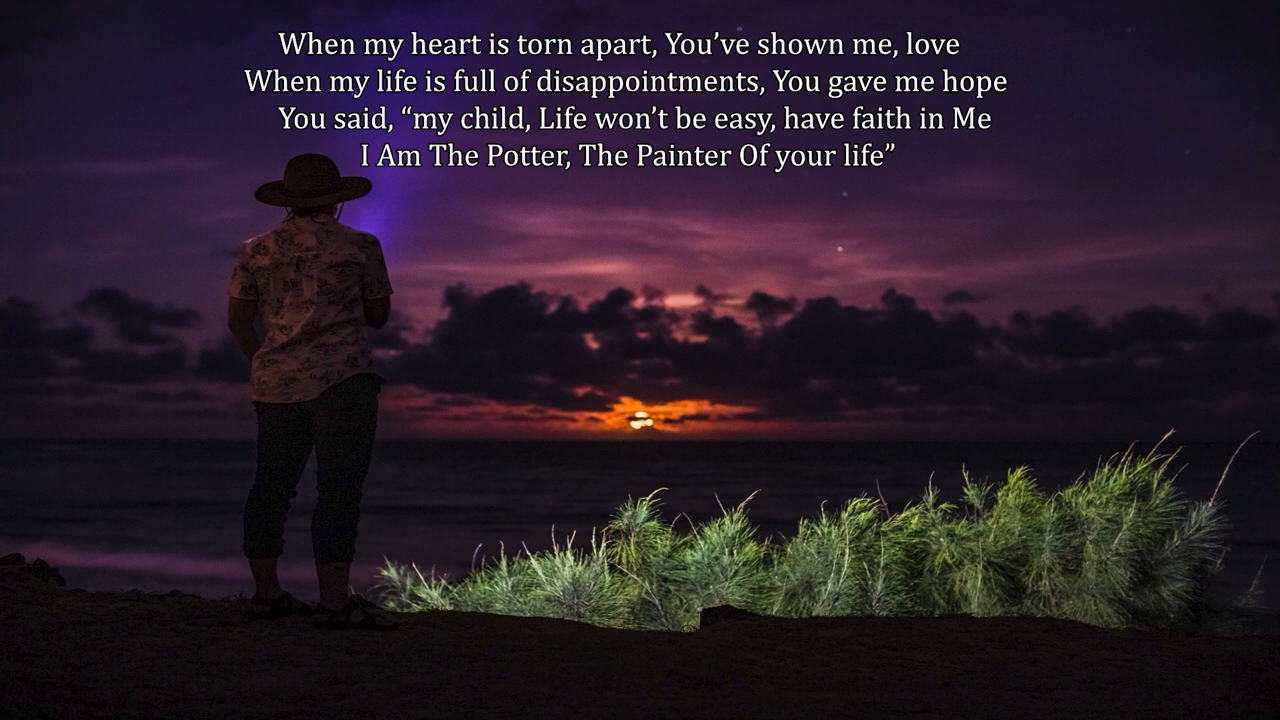 When my heart is torn apart, You’ve shown me, love
When my life is full of disappointments, You gave me hope
You said, “my child, Life won’t be easy, have faith in Me
I Am The Potter, The Painter Of your life”